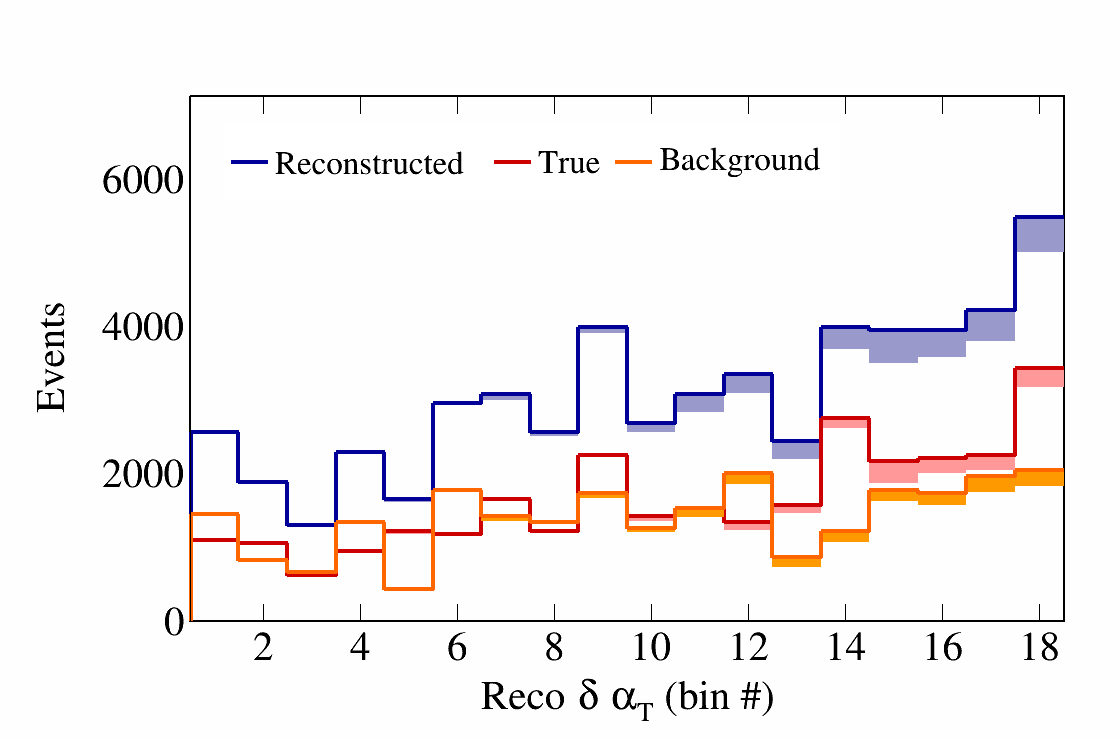 6000
Reconstructed True Background
4000
2000
0
Events
2 4 6 8 10 12 14 16 18
Reco δ α_T (bin #)